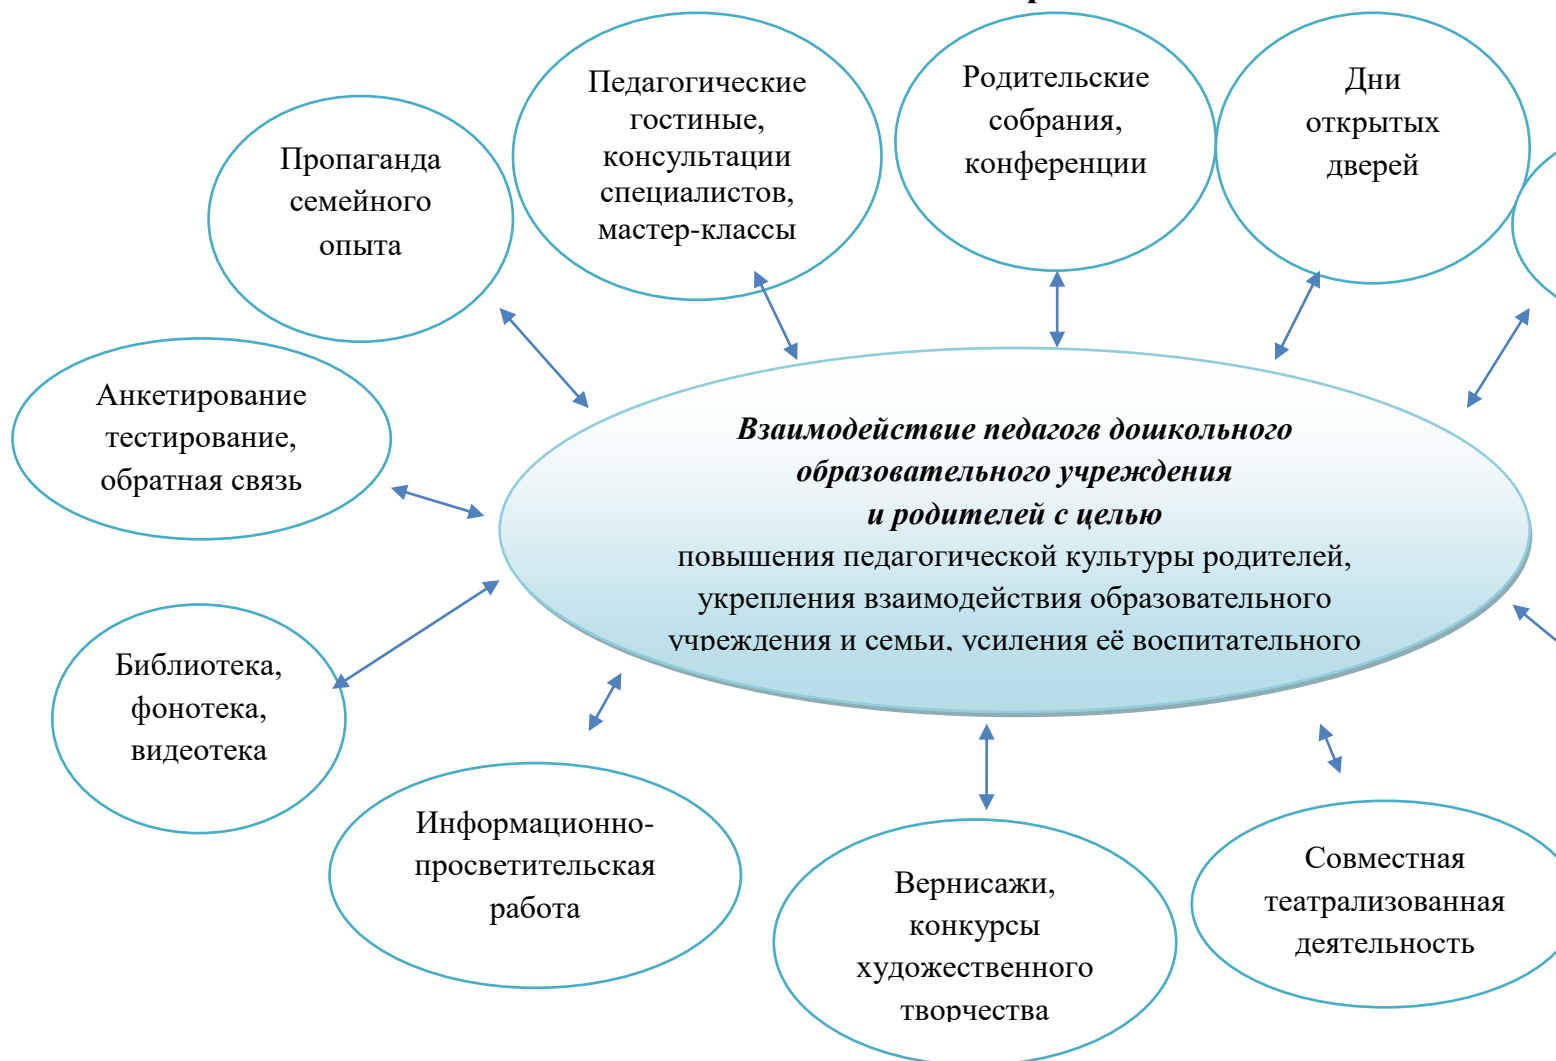 Педагогические
гостиные,
консультации
специалистов,
мастер-классы
Родительские
собрания,
конференции
Дни
открытых
дверей
Пропаганда
семейного
опыта
Анкетирование
тестирование,
обратная связь
Взаимодействие педагогв дошкольного
образовательного учреждения
и родителей с целью
повышения педагогической культуры родителей,
укрепления взаимодействия образовательного
учреждения и семьи, усиления её воспитательного
Библиотека,
фонотека,
видеотека
Информационно-
просветительская
работа
Вернисажи,
конкурсы
художественного
творчества
Совместная
театрализованная
деятельность